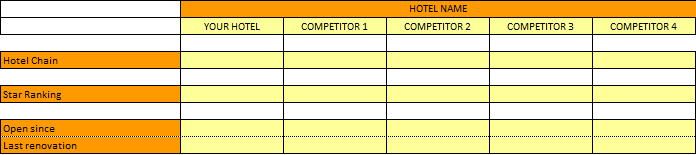 HOTEL NAME
YOUR HOTEL COMPETITOR 1 COMPETITOR 2 COMPETITOR 3 COMPETITOR 4
Hotel Chain
Star Ranking
Open since
Last renovation